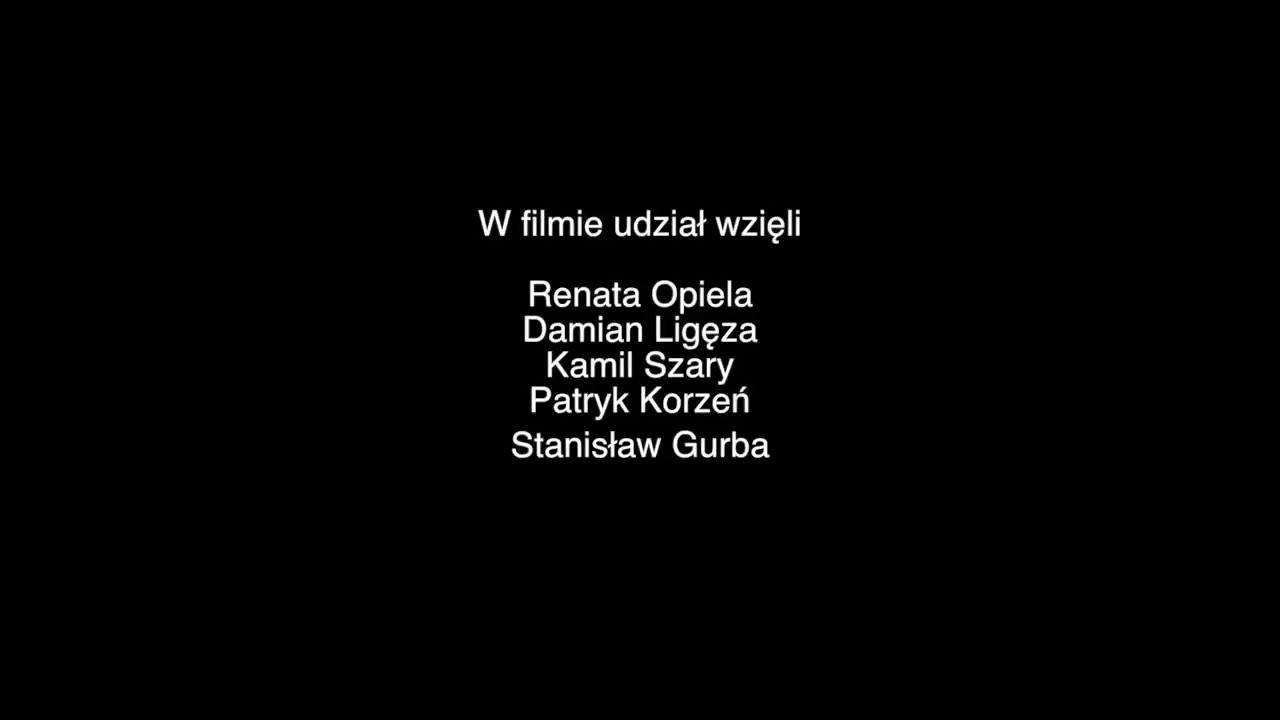 W filmie udział wzięli
Renata Opiela
Damian Ligęza
Kamil Szary
Patryk Korzeń
Stanisław Gurba